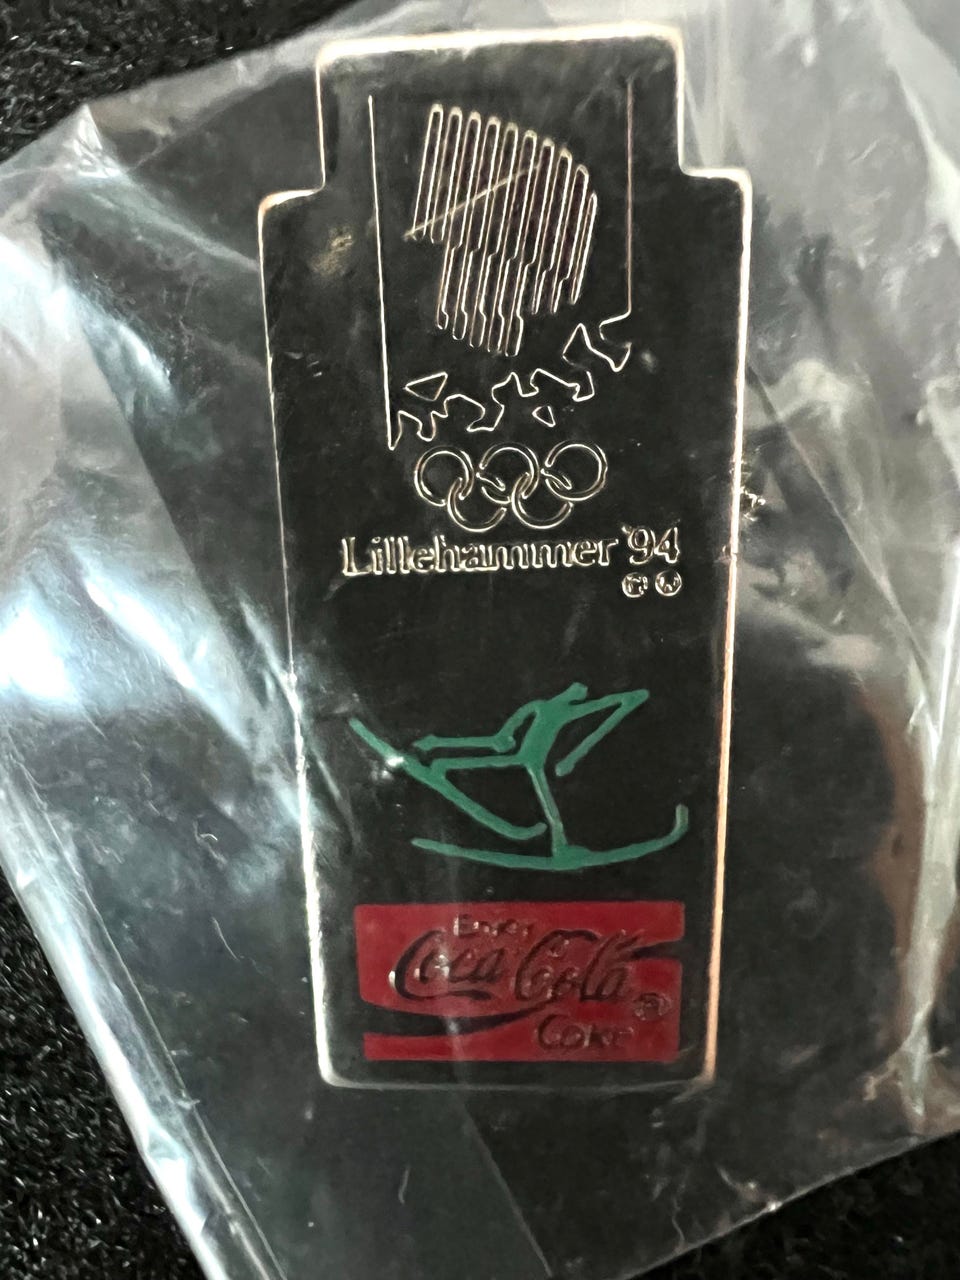 Lillehammer '94
Enjoy
Coca-Cola ®
Coke